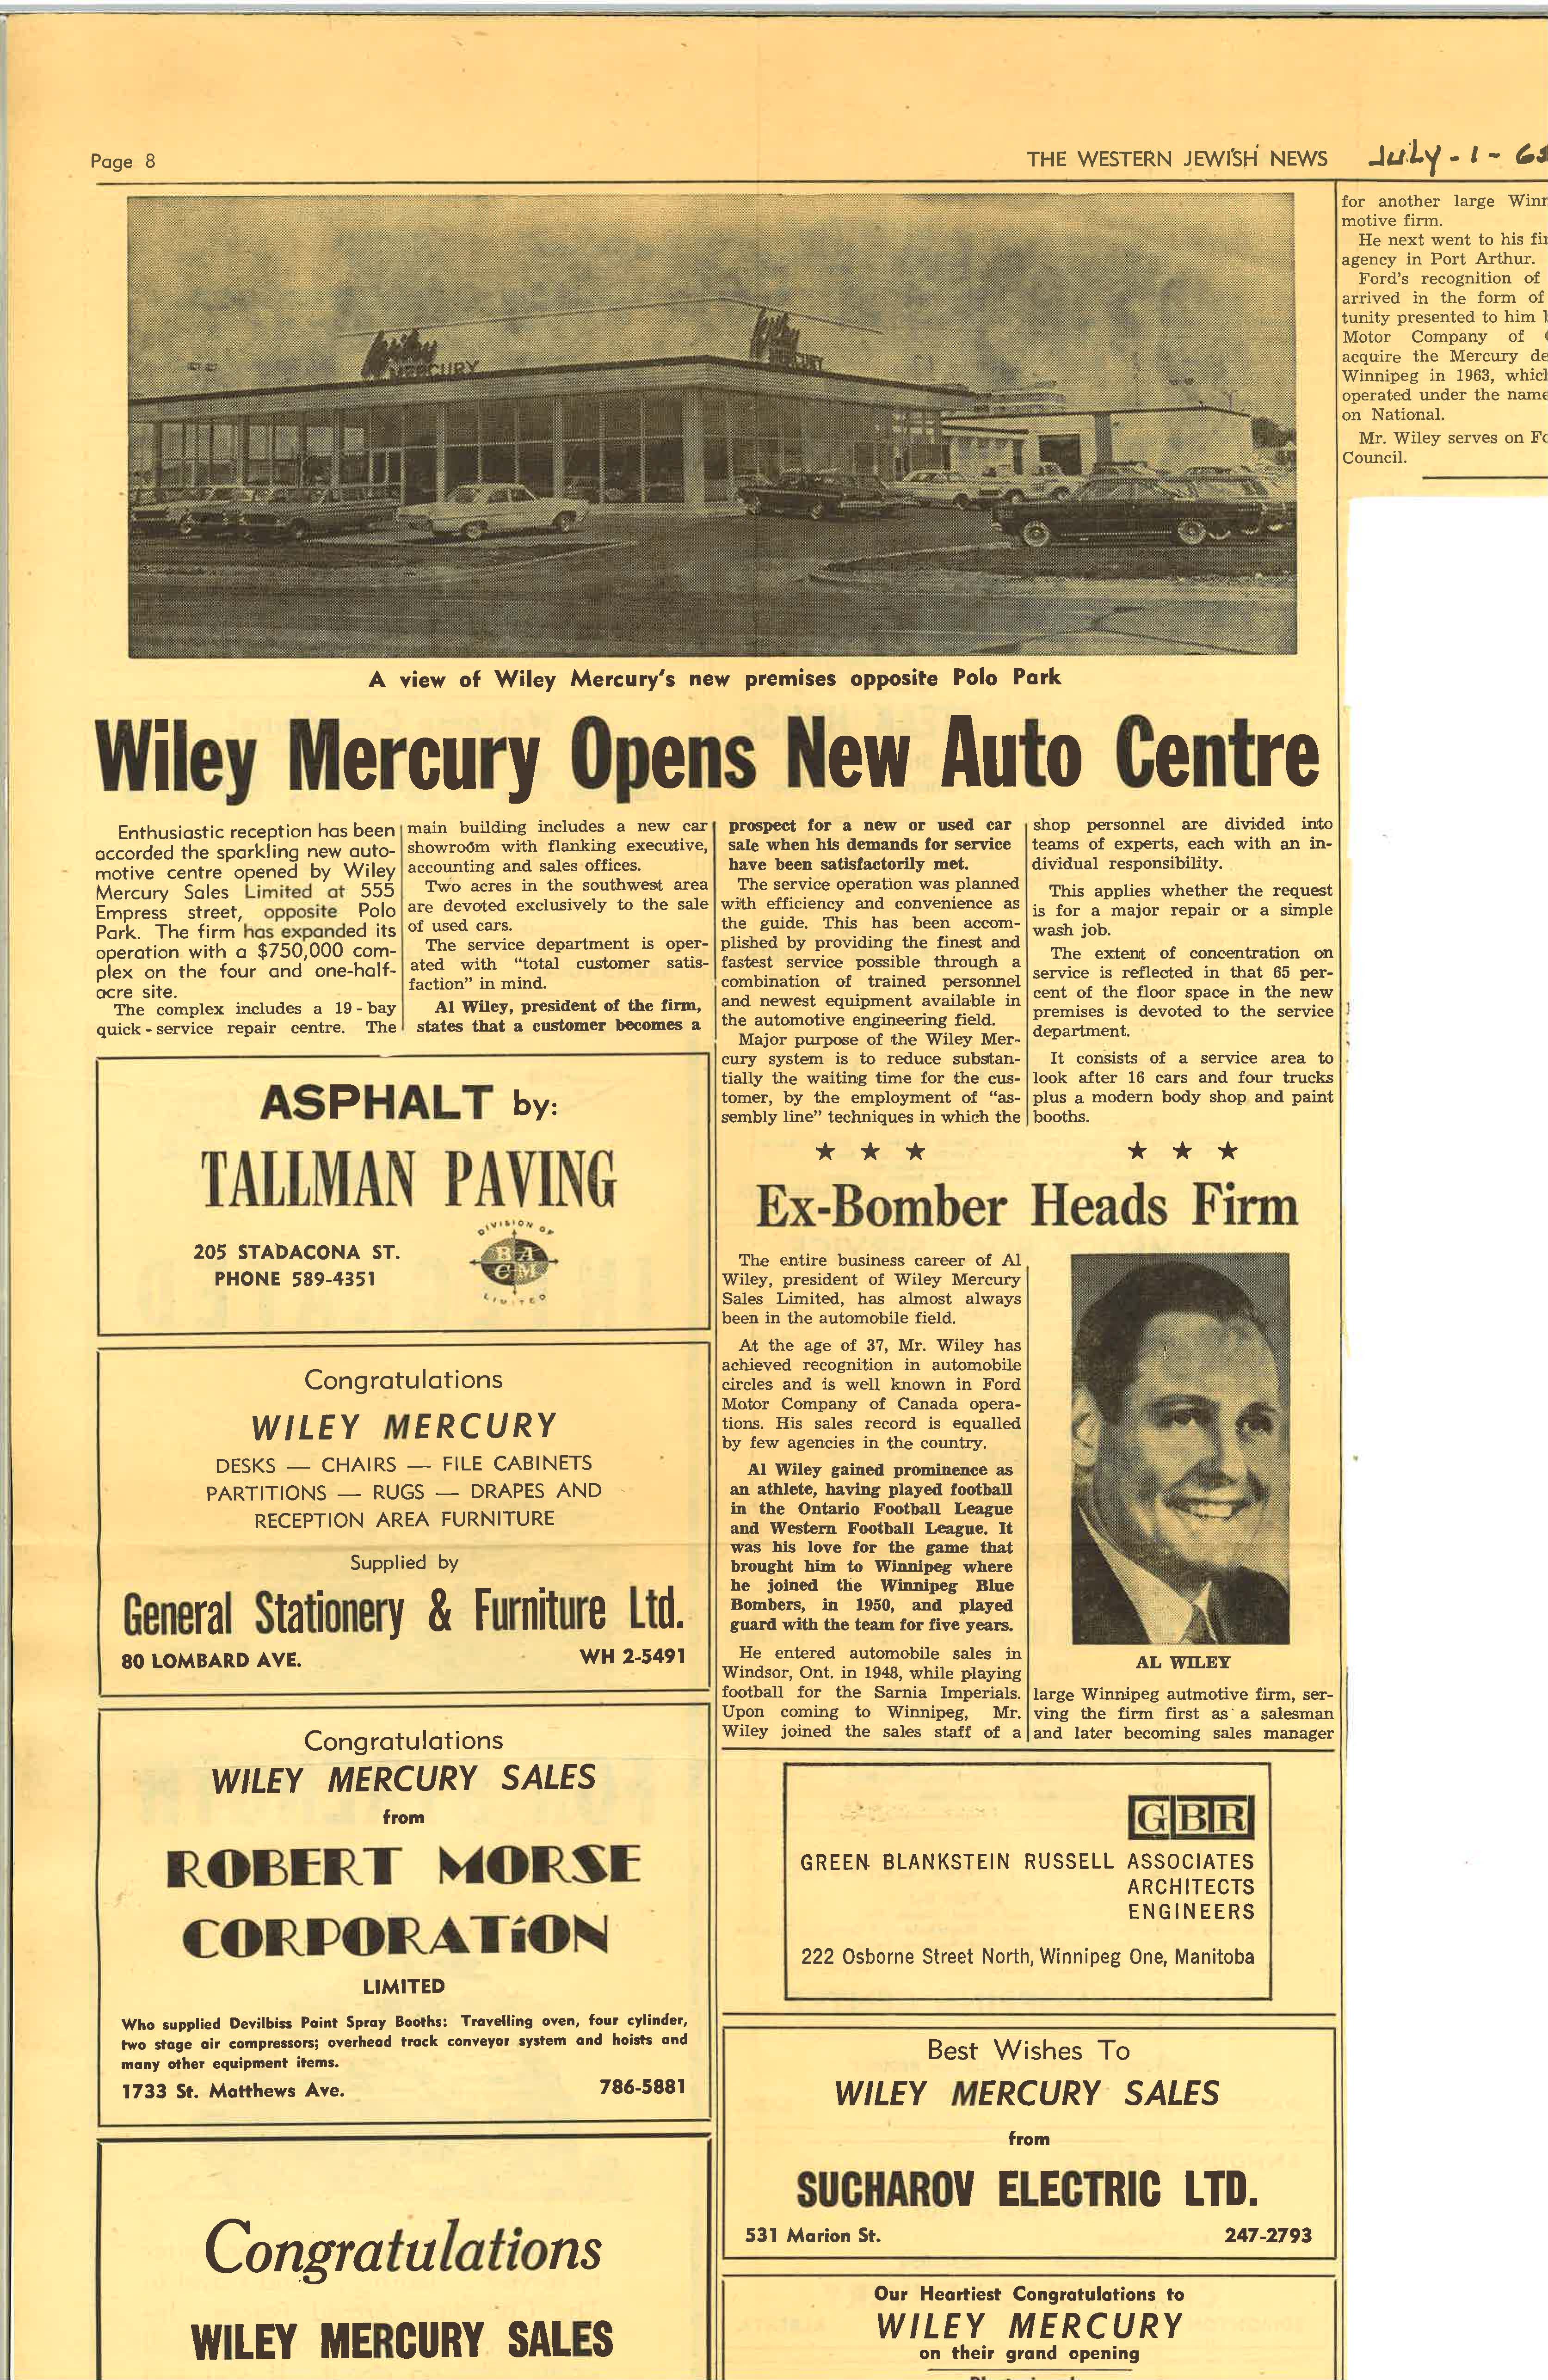 Page 8
THE WESTERN JEWISH NEWS
July - 1 -
MERCURY
MERCURY
A view of Wiley Mercury's new premises opposite Polo Park
Wiley Mercury Opens New Auto Centre
Enthusiastic reception has been
accorded the sparkling new auto-
motive centre opened by Wiley
Mercury Sales Limited at 555
Empress street, opposite Polo
Park. The firm has expanded its
operation with a $750,000 com-
plex on the four and one-half-
acre site.
The complex includes a 19-bay
quick-service repair centre. The
main building includes a new car
showroom with flanking executive,
accounting and sales offices.
Two acres in the southwest area
are devoted exclusively to the sale
of used cars.
The service department is oper-
ated with "total customer satis-
faction" in mind.
Al Wiley, president of the firm,
states that a customer becomes a
prospect for a new or used car
sale when his demands for service
have been satisfactorily met.
The service operation was planned
with efficiency and convenience as
the guide. This has been accom-
plished by providing the finest and
fastest service possible through a
combination of trained personnel
and newest equipment available in
the automotive engineering field.
Major purpose of the Wiley Mer-
cury system is to reduce substan-
tially the waiting time for the cus-
tomer, by the employment of "as-
sembly line" techniques in which the
shop personnel are divided into
teams of experts, each with an in-
dividual responsibility.
This applies whether the request
is for a major repair or a simple
wash job.
The extent of concentration on
service is reflected in that 65 per-
cent of the floor space in the new
premises is devoted to the service
department.
It consists of a service area to
look after 16 cars and four trucks
plus a modern body shop and paint
booths.
★ ★ ★ ★ ★ ★
Ex-Bomber Heads Firm
The entire business career of Al
Wiley, president of Wiley Mercury
Sales Limited, has almost always
been in the automobile field.
At the age of 37, Mr. Wiley has
achieved recognition in automobile
circles and is well known in Ford
Motor Company of Canada opera-
tions. His sales record is equalled
by few agencies in the country.
Al Wiley gained prominence as
an athlete, having played football
in the Ontario Football League
and Western Football League. It
was his love for the game that
brought him to Winnipeg where
he joined the Winnipeg Blue
Bombers, in 1950, and played
guard with the team for five years.
He entered automobile sales in
Windsor, Ont. in 1948, while playing
football for the Sarnia Imperials.
Upon coming to Winnipeg, Mr.
Wiley joined the sales staff of a
AL WILEY
large Winnipeg autmotive firm, ser-
ving the firm first as a salesman
and later becoming sales manager
for another large
motive firm.
He next went to his
agency in Port Arthur.
Ford's recognition of
arrived in the form of
tunity presented to him
Motor Company of
acquire the Mercury
Winnipeg in 1963,
operated under the name
on National.
Mr. Wiley serves on
Council.
ASPHALT by:
TALLMAN PAVING
205 STADACONA ST.
PHONE 589-4351
DIVISION OF
BA
CM
LIMITED
Congratulations
WILEY MERCURY
DESKS — CHAIRS — FILE CABINETS
PARTITIONS — RUGS — DRAPES AND
RECEPTION AREA FURNITURE
Supplied by
General Stationery & Furniture Ltd.
80 LOMBARD AVE. WH 2-5491
Congratulations
WILEY MERCURY SALES
from
ROBERT MORSE
CORPORATION
LIMITED
Who supplied Devilbiss Paint Spray Booths: Travelling oven, four cylinder,
two stage air compressors; overhead track conveyor system and hoists and
many other equipment items.
1733 St. Matthews Ave. 786-5881
Congratulations
WILEY MERCURY SALES
GBR
GREEN BLANKSTEIN RUSSELL ASSOCIATES
ARCHITECTS
ENGINEERS
222 Osborne Street North, Winnipeg One, Manitoba
Best Wishes To
WILEY MERCURY SALES
from
SUCHAROV ELECTRIC LTD.
531 Marion St. 247-2793
Our Heartiest Congratulations to
WILEY MERCURY
on their grand opening